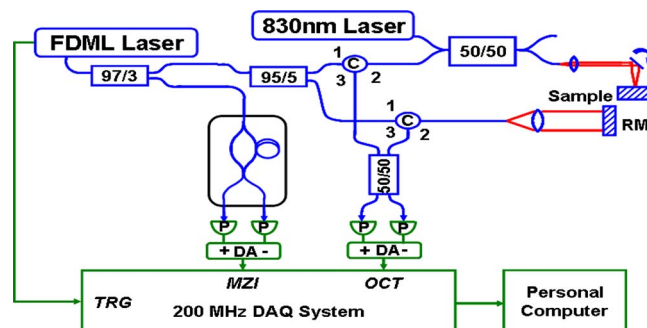 FDML Laser
830nm Laser
97/3
95/5
1
C
3
2
50/50
Sample
1
C
3
2
RM
50/50
P
P
P
P
+ DA -
+ DA -
MZI
OCT
TRG
200 MHz DAQ System
Personal
Computer